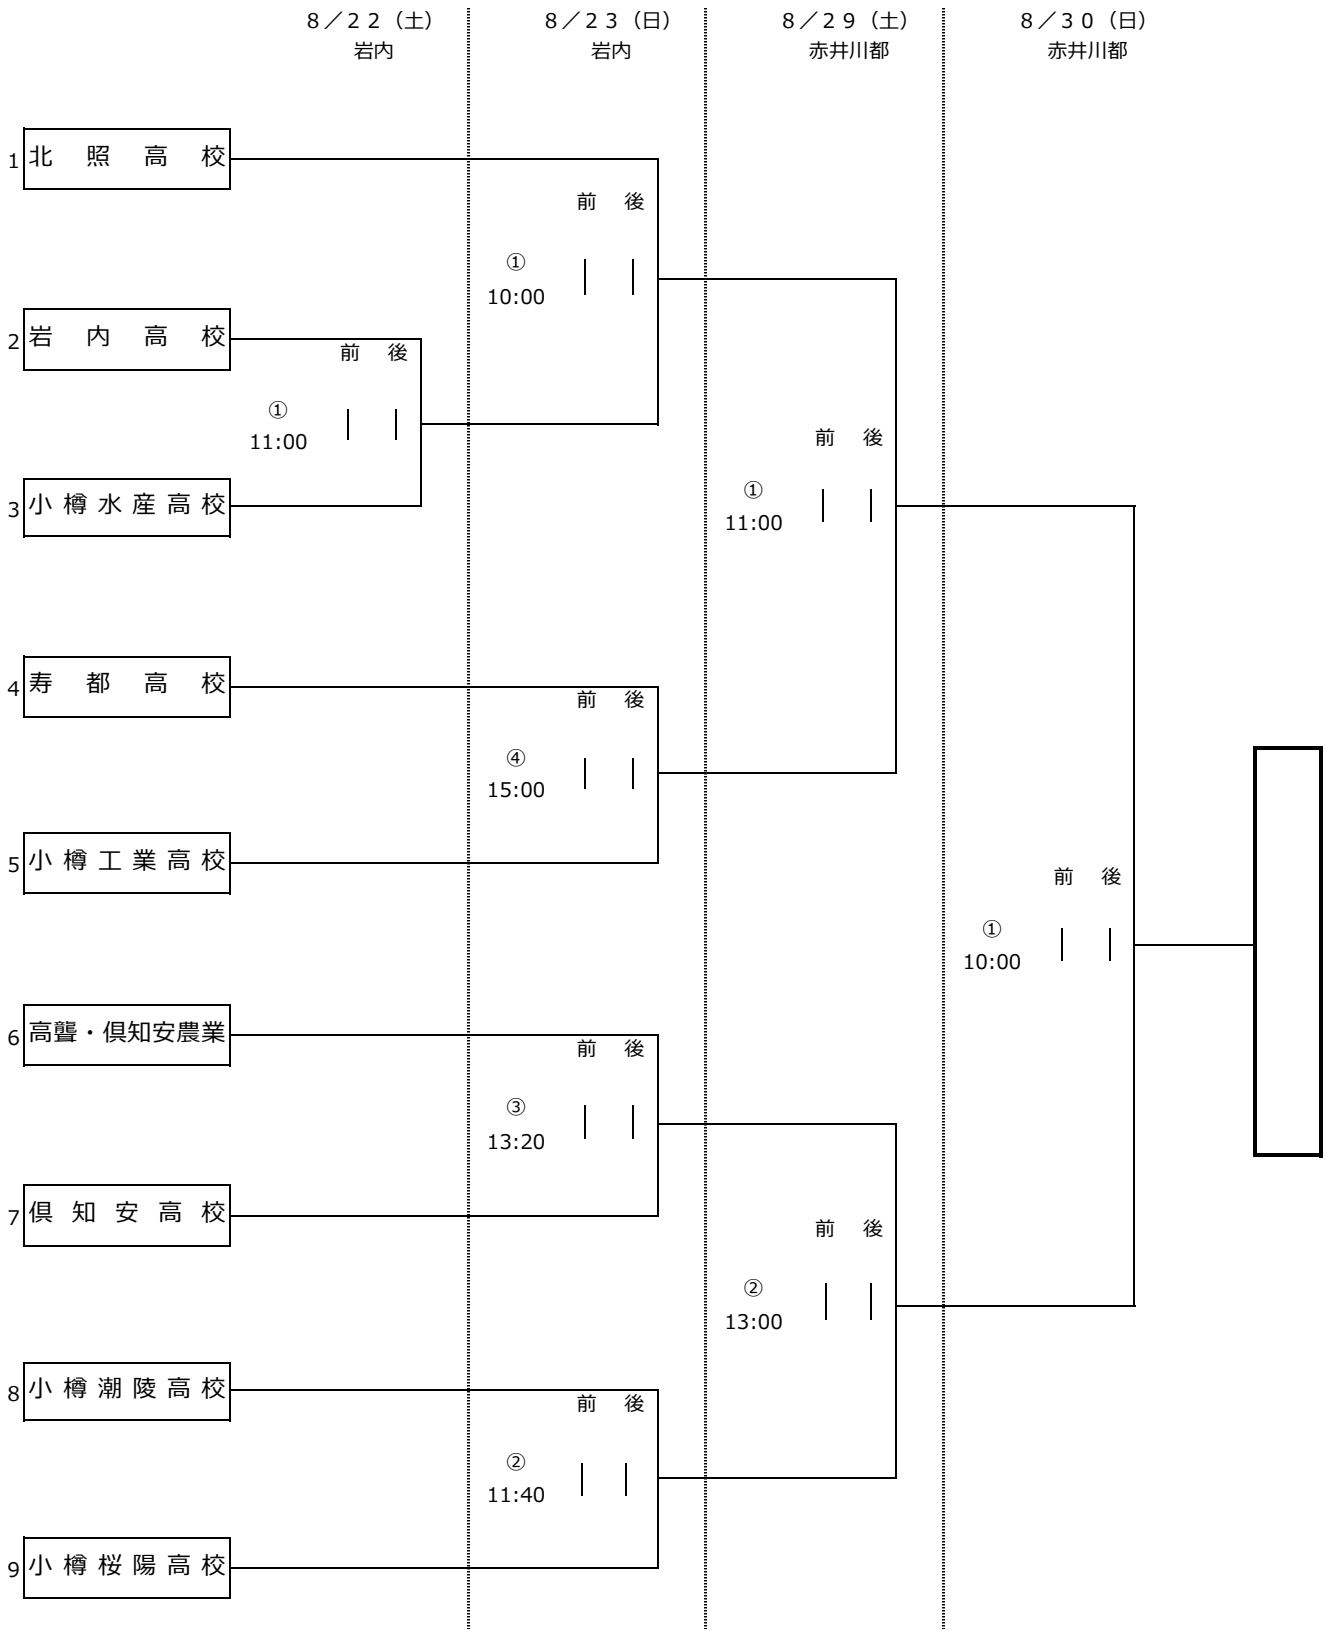 8／２２（土） 8／２３（日） 8／２９（土） 8／３０（日）
岩内 岩内 赤井川都 赤井川都
1 北照高校
前 後
①
10:00
2 岩内高校
前 後
①
11:00
前 後
①
11:00
3 小樽水産高校
4 寿都高校
前 後
④
15:00
5 小樽工業高校
前 後
①
10:00
6 高聾・倶知安農業
前 後
③
13:20
7 倶知安高校
前 後
②
13:00
8 小樽潮陵高校
前 後
②
11:40
9 小樽桜陽高校